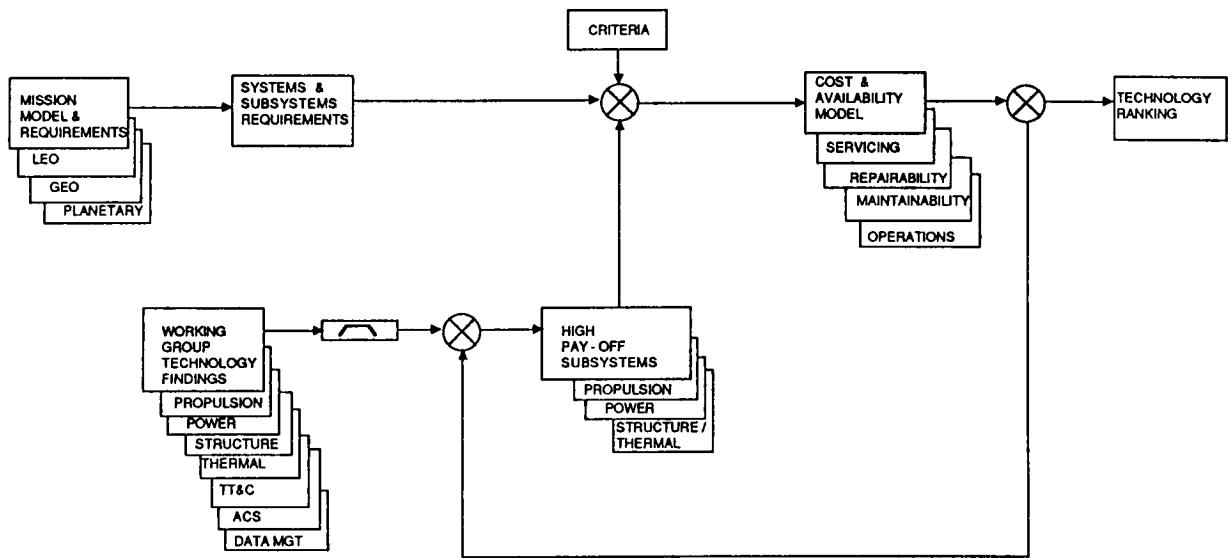 CRITERIA
MISSION
MODEL &
REQUIREMENTS
LEO
GEO
PLANETARY
SYSTEMS &
SUBSYSTEMS
REQUIREMENTS
COST &
AVAILABILITY
MODEL
SERVICING
REPAIRABILITY
MAINTAINABILITY
OPERATIONS
TECHNOLOGY
RANKING
WORKING
GROUP
TECHNOLOGY
FINDINGS
PROPULSION
POWER
STRUCTURE
THERMAL
TT&C
ACS
DATA MGT
HIGH
PAY - OFF
SUBSYSTEMS
PROPULSION
POWER
STRUCTURE /
THERMAL